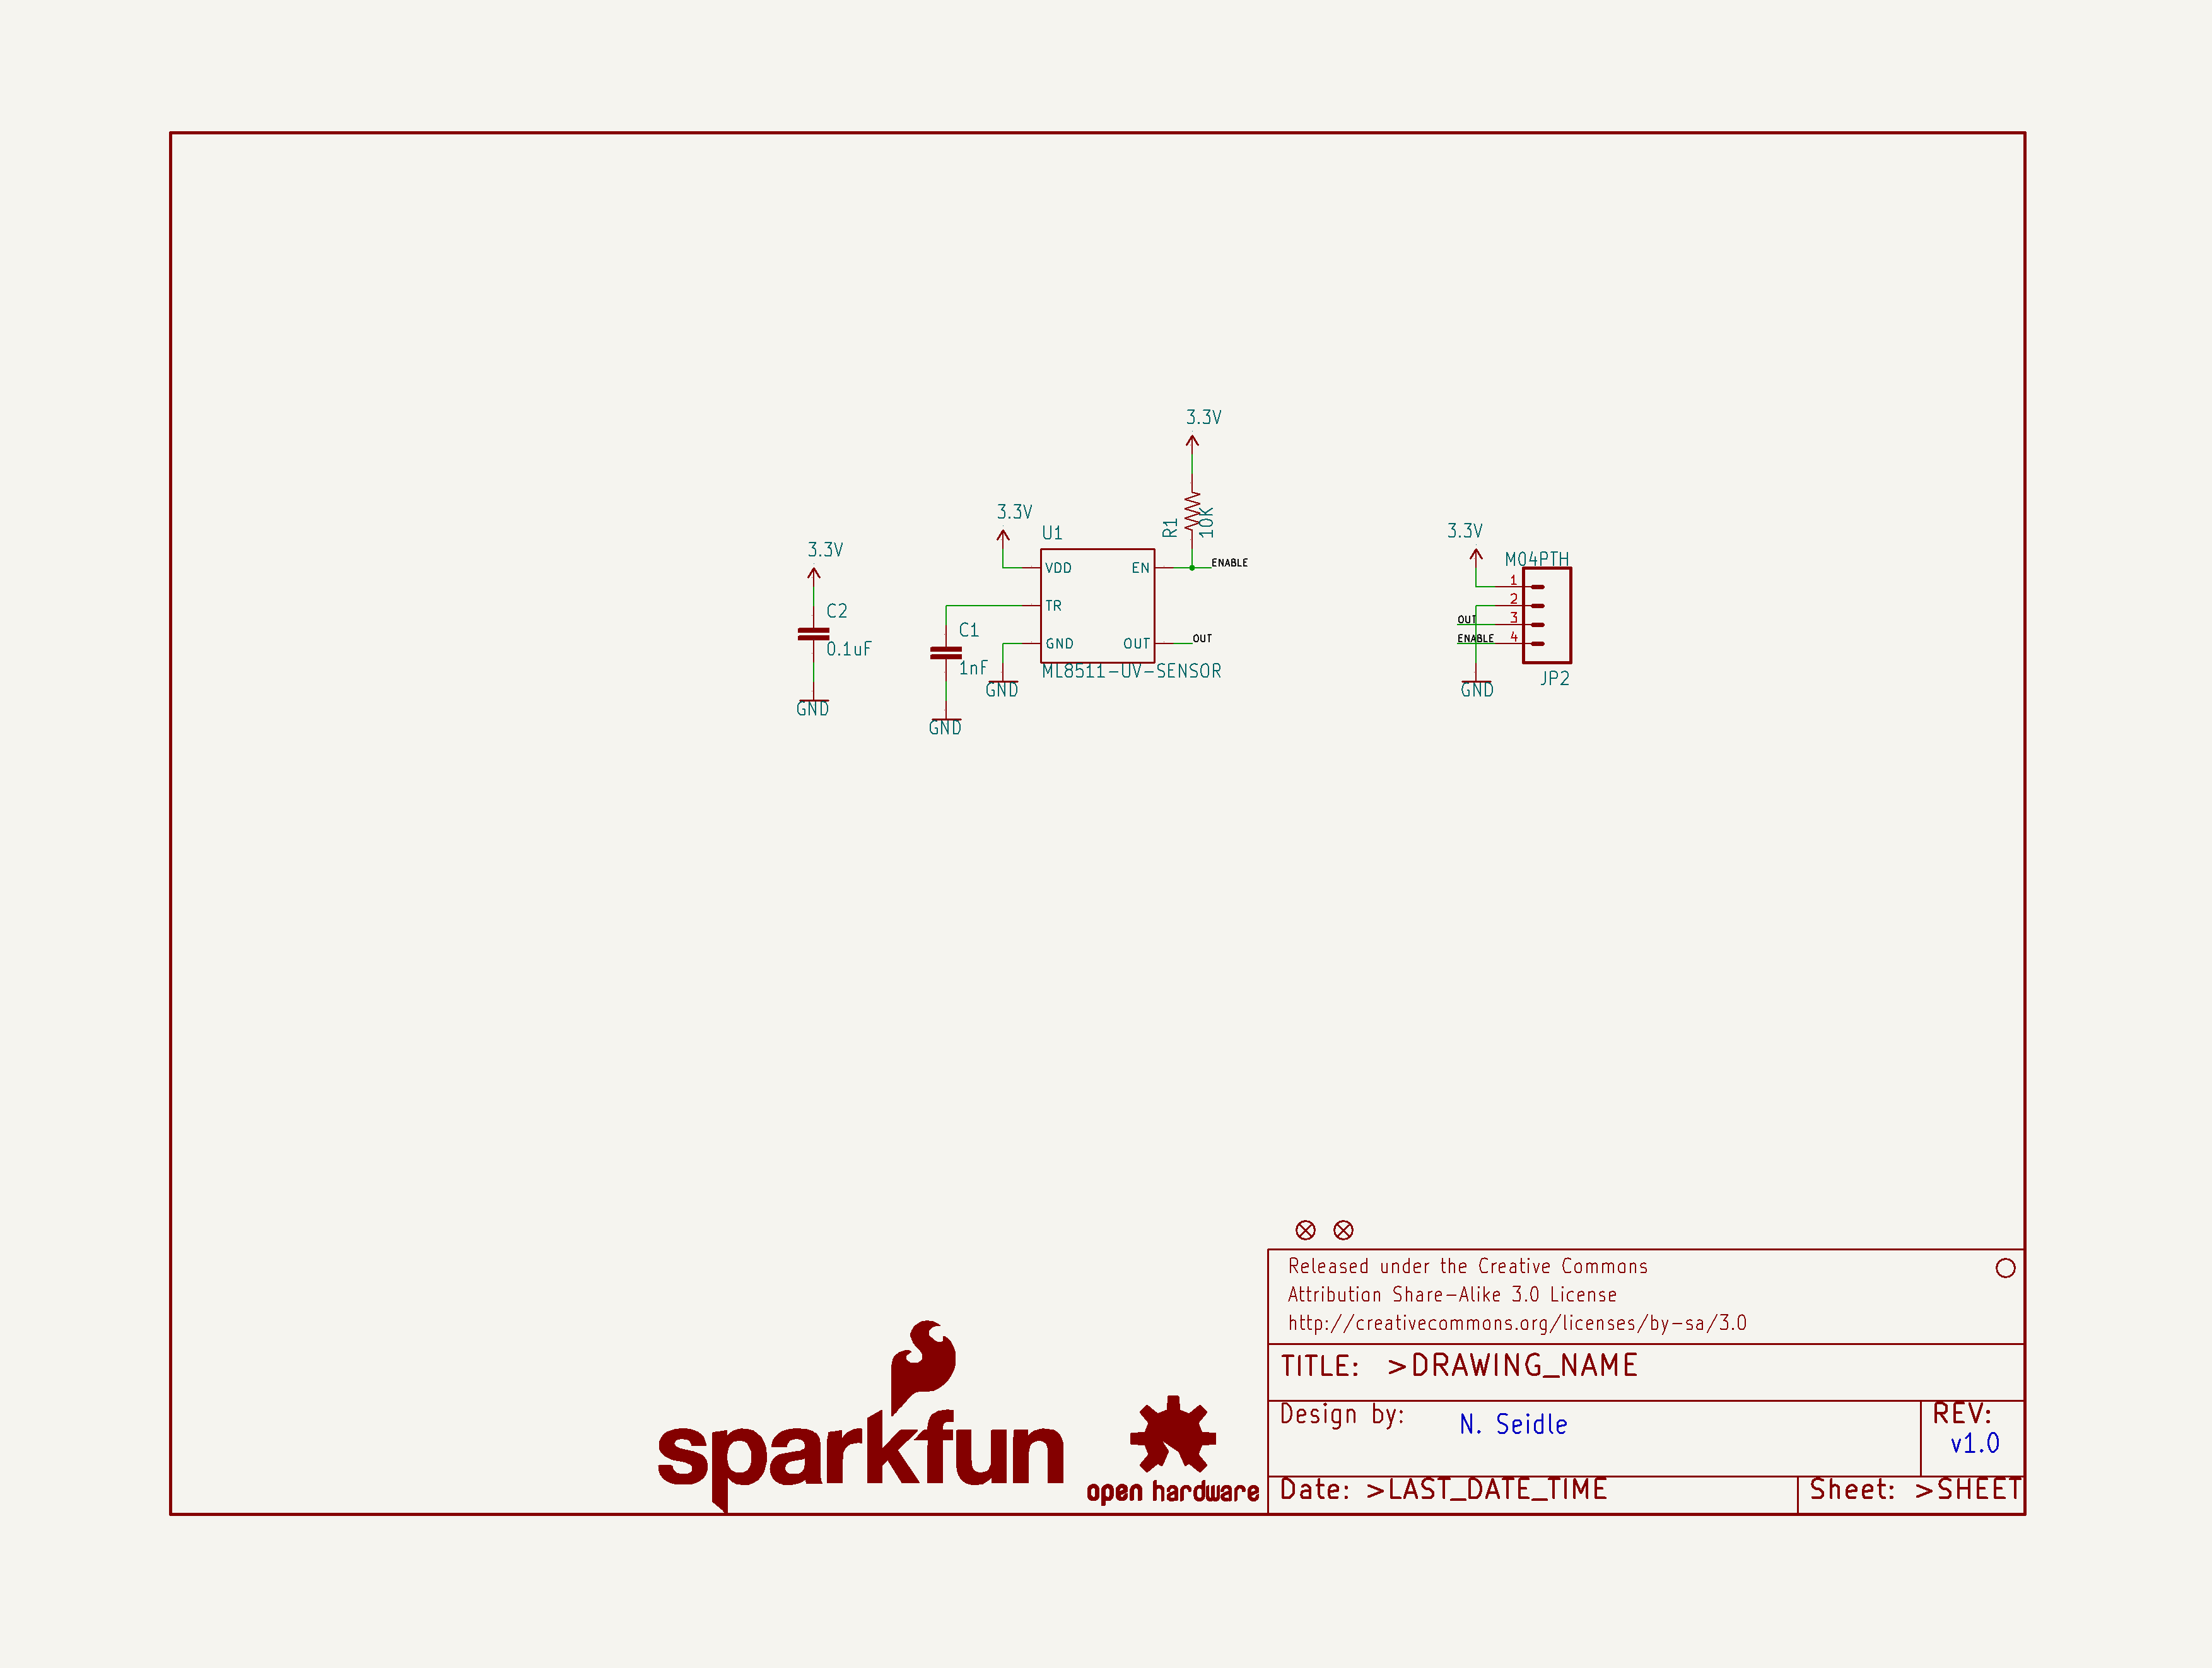 3.3V
3.3V
R1
10K
U1
3.3V
VDD
EN
ENABLE
TR
GND
OUT
OUT
ML8511-UV-SENSOR
GND
C1
1nF
GND
3.3V
C2
0.1uF
GND
3.3V
M04PTH
1
2
OUT
3
ENABLE
4
GND
JP2
Released under the Creative Commons
Attribution Share-Alike 3.0 License
http://creativecommons.org/licenses/by-sa/3.0
TITLE: >DRAWING_NAME
Design by: N. Seidle
REV:
v1.0
Date: >LAST_DATE_TIME
Sheet: >SHEET
sparkfun
open hardware